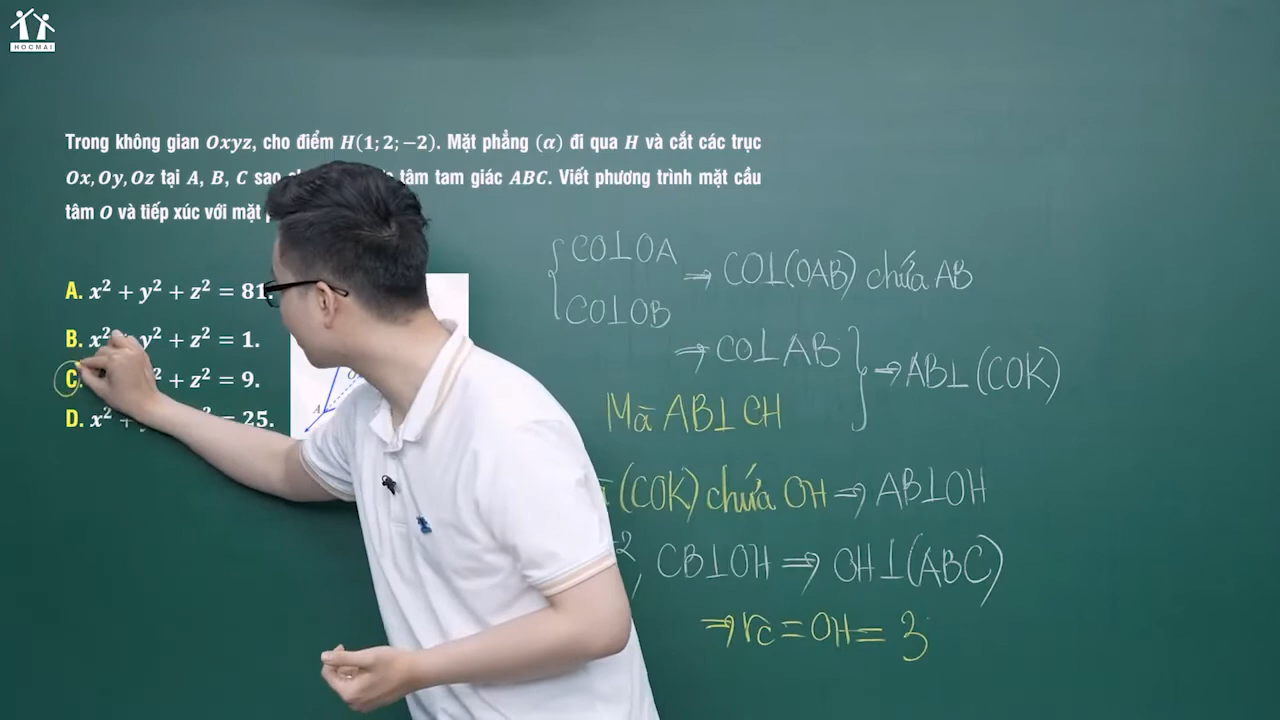 HOCMAI
Trong không gian Oxyz, cho điểm H(1; 2; −2). Mặt phẳng (α) đi qua H và cắt các trục
Ox, Oy, Oz tại A, B, C sao tâm tam giác ABC. Viết phương trình mặt cầu
tâm O và tiếp xúc với mặt
A. x² + y² + z² = 81.
B. x² + y² + z² = 1.
C. ² + z² = 9.
D. x² + ² = 25.
A
{CO⊥OA
CO⊥OB ⇒ CO⊥(OAB) chứa AB
⇒ CO⊥AB
Mà AB⊥CH } ⇒ AB⊥(COK)
(COK) chứa OH ⇒ AB⊥OH
, CB⊥OH ⇒ OH⊥(ABC)
⇒ rc = OH = 3